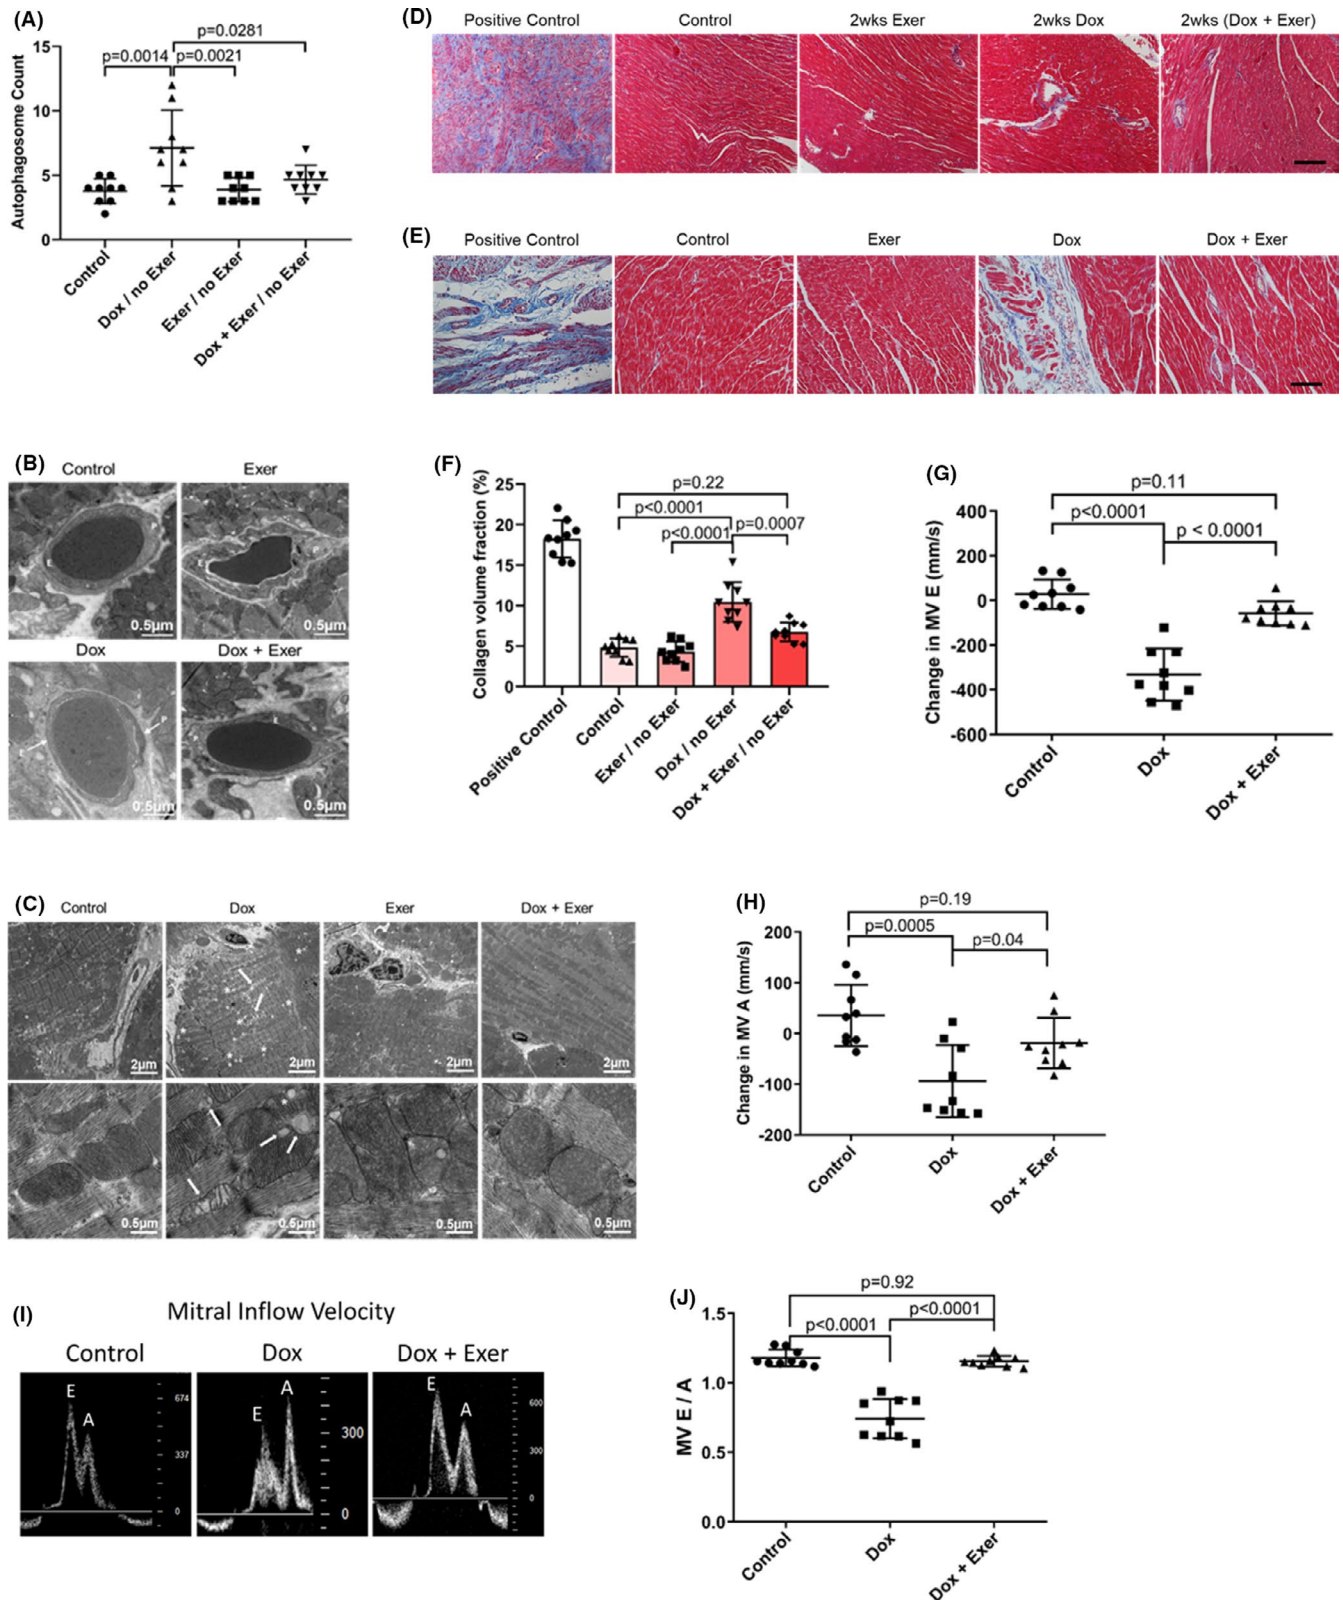 (A)
p=0.0281
p=0.0014 p=0.0021
Autophagosome Count
15
10
5
0
Control
Dox / no Exer
Exer / no Exer
Dox + Exer / no Exer
(D)
Positive Control Control 2wks Exer 2wks Dox 2wks (Dox + Exer)
(E)
Positive Control Control Exer Dox Dox + Exer
(B)
Control Exer
E E
0.5µm 0.5µm
Dox Dox + Exer
E P E
0.5µm 0.5µm
(F)
Collagen volume fraction (%)
25
20
15
10
5
0
p=0.22
p<0.0001
p<0.0001 p=0.0007
Positive Control
Control
Exer / no Exer
Dox / no Exer
Dox + Exer / no Exer
(G)
Change in MV E (mm/s)
400
200
0
-200
-400
-600
p=0.11
p<0.0001
p < 0.0001
Control
Dox
Dox + Exer
(C)
Control Dox Exer Dox + Exer
2µm 2µm 2µm 2µm
0.5µm 0.5µm 0.5µm 0.5µm
(H)
Change in MV A (mm/s)
200
100
0
-100
-200
p=0.19
p=0.0005
p=0.04
Control
Dox
Dox + Exer
(I)
Mitral Inflow Velocity
Control Dox Dox + Exer
E A 674 337 0
E A 300 0
E A 600 300 0
(J)
MV E / A
1.5
1.0
0.5
0.0
p=0.92
p<0.0001
p<0.0001
Control
Dox
Dox + Exer